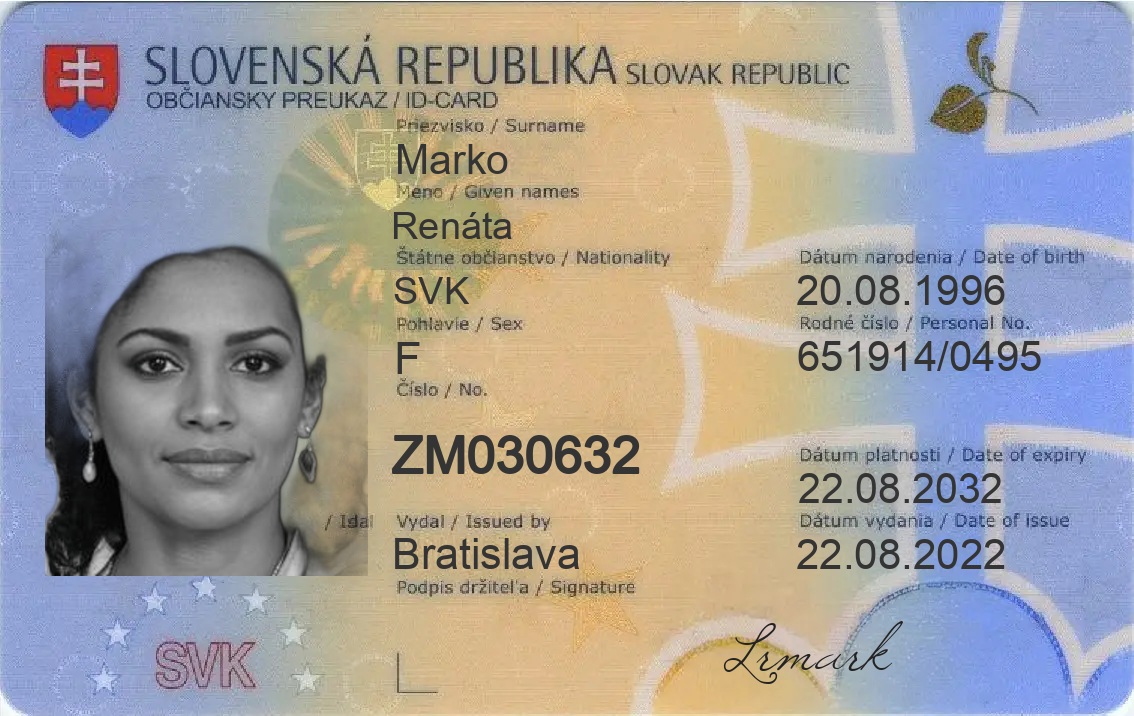 SLOVENSKÁ REPUBLIKA SLOVAK REPUBLIC
OBČIANSKY PREUKAZ / ID-CARD
Priezvisko / Surname
Marko
Meno / Given names
Renáta
Štátne občianstvo / Nationality
SVK
Dátum narodenia / Date of birth
20.08.1996
Pohlavie / Sex
F
Rodné číslo / Personal No.
651914/0495
Číslo / No.
ZM030632
Dátum platnosti / Date of expiry
22.08.2032
/ Vydal / Issued by
Bratislava
Dátum vydania / Date of issue
22.08.2022
Podpis držiteľa / Signature
Lrmark
SVK